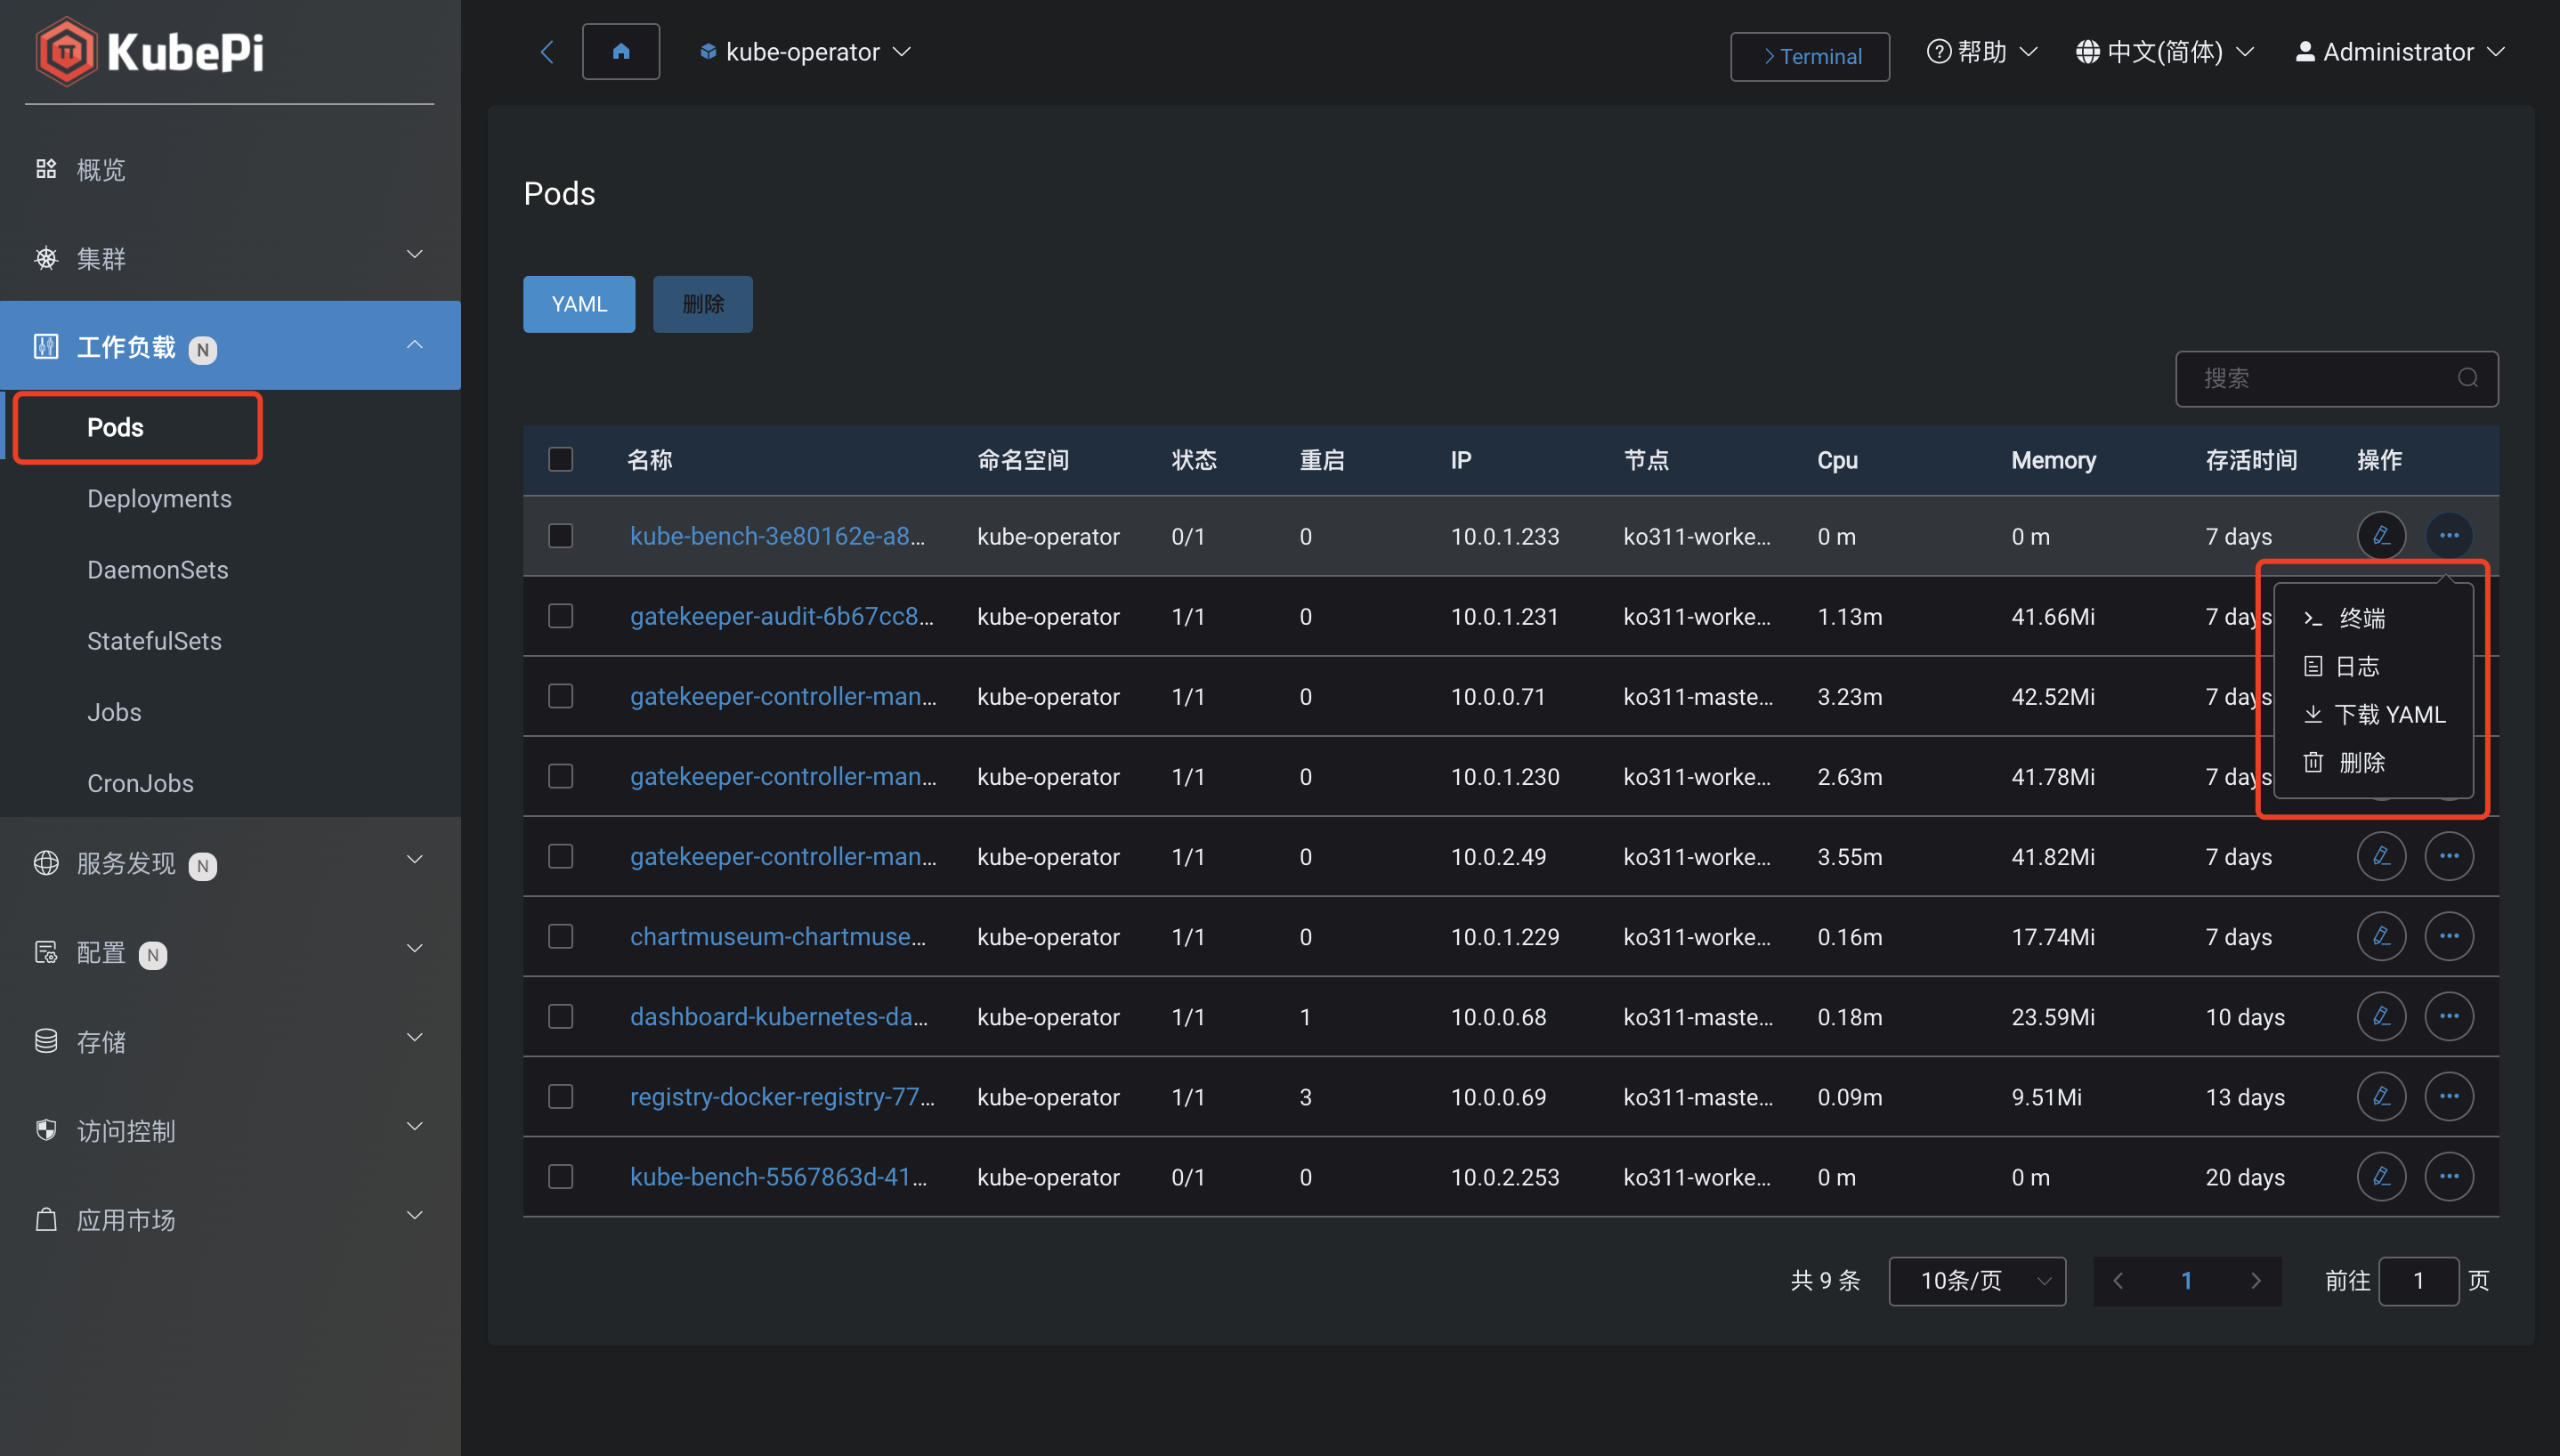 KubePi
kube-operator
Terminal
帮助
中文(简体)
Administrator
概览
集群
工作负载 N
Pods
Deployments
DaemonSets
StatefulSets
Jobs
CronJobs
服务发现 N
配置 N
存储
访问控制
应用市场
Pods
YAML 删除
搜索
名称 命名空间 状态 重启 IP 节点 Cpu Memory 存活时间 操作
kube-bench-3e80162e-a8... kube-operator 0/1 0 10.0.1.233 ko311-worke... 0 m 0 m 7 days
gatekeeper-audit-6b67cc8... kube-operator 1/1 0 10.0.1.231 ko311-worke... 1.13m 41.66Mi 7 days
gatekeeper-controller-man... kube-operator 1/1 0 10.0.0.71 ko311-maste... 3.23m 42.52Mi 7 days
gatekeeper-controller-man... kube-operator 1/1 0 10.0.1.230 ko311-worke... 2.63m 41.78Mi 7 days
gatekeeper-controller-man... kube-operator 1/1 0 10.0.2.49 ko311-worke... 3.55m 41.82Mi 7 days
chartmuseum-chartmuse... kube-operator 1/1 0 10.0.1.229 ko311-worke... 0.16m 17.74Mi 7 days
dashboard-kubernetes-da... kube-operator 1/1 1 10.0.0.68 ko311-maste... 0.18m 23.59Mi 10 days
registry-docker-registry-77... kube-operator 1/1 3 10.0.0.69 ko311-maste... 0.09m 9.51Mi 13 days
kube-bench-5567863d-41... kube-operator 0/1 0 10.0.2.253 ko311-worke... 0 m 0 m 20 days
终端
日志
下载 YAML
删除
共 9 条 10条/页 1 前往 1 页